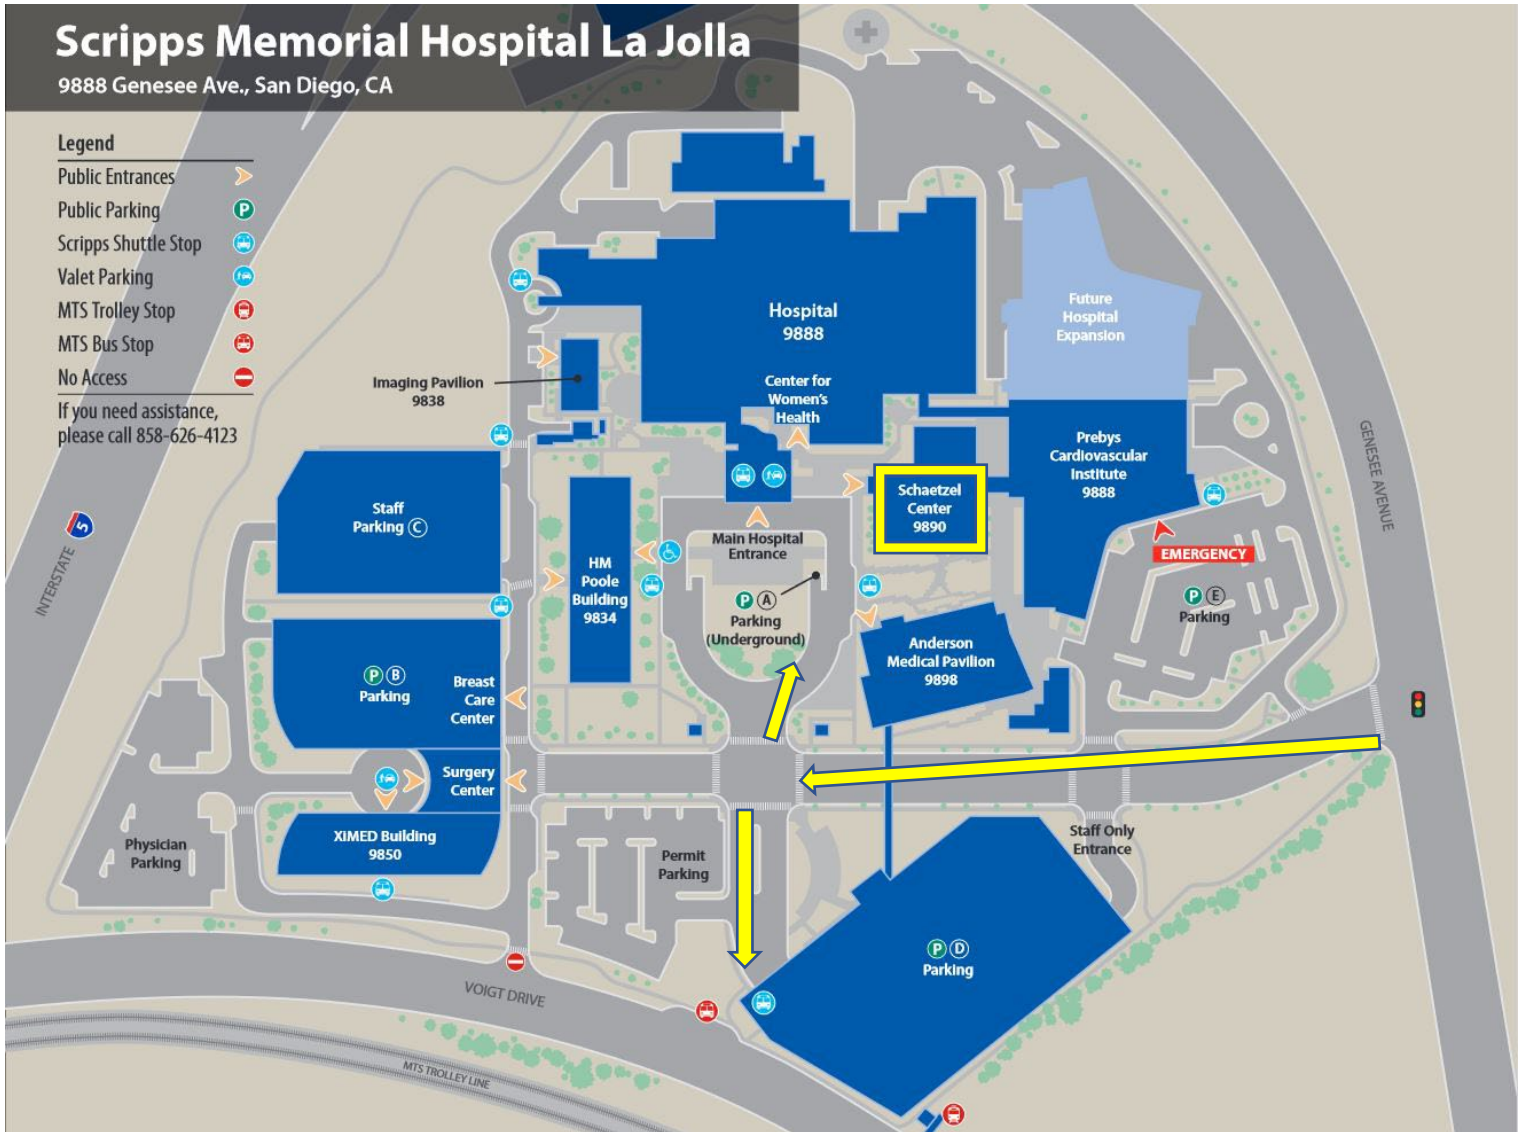 Scripps Memorial Hospital La Jolla
9888 Genesee Ave., San Diego, CA
Legend
Public Entrances
Public Parking
P
Scripps Shuttle Stop
Valet Parking
MTS Trolley Stop
MTS Bus Stop
No Access
If you need assistance,
please call 858-626-4123
INTERSTATE
5
GENESEE AVENUE
Hospital
9888
Future
Hospital
Expansion
Imaging Pavilion
9838
Center for
Women's
Health
Prebys
Cardiovascular
Institute
9888
Schaetzel
Center
9890
Staff
Parking C
Main Hospital
Entrance
EMERGENCY
HM
Poole
Building
9834
P A
Parking
(Underground)
P E
Parking
Anderson
Medical Pavilion
9898
P B
Parking
Breast
Care
Center
Surgery
Center
XIMED Building
9850
Physician
Parking
Permit
Parking
Staff Only
Entrance
P D
Parking
VOIGT DRIVE
MTS TROLLEY LINE